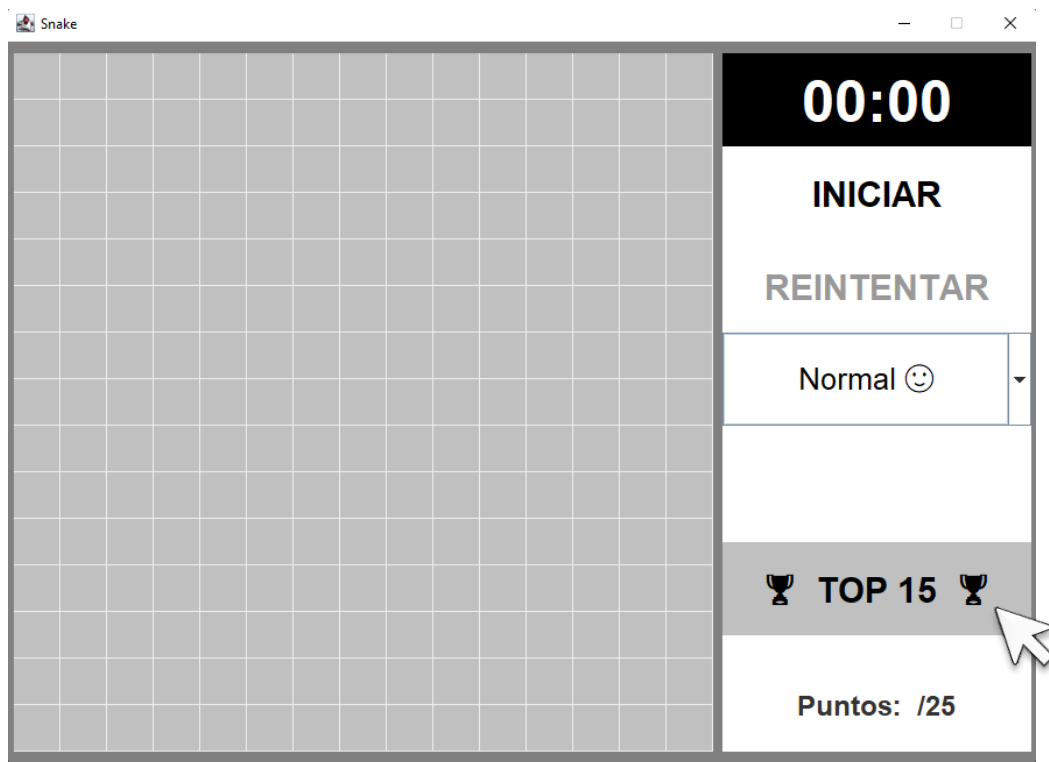 Snake
00:00
INICIAR
REINTENTAR
Normal ☺
🏆 TOP 15 🏆
Puntos: /25